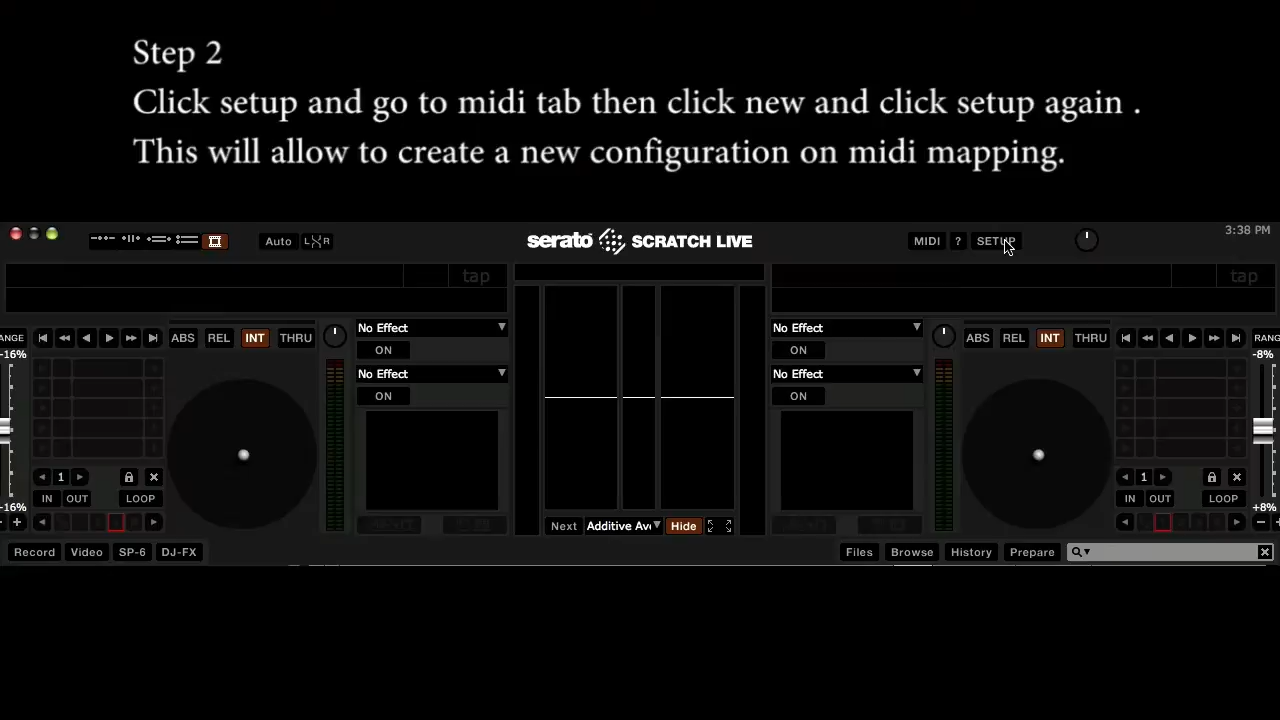 Step 2
Click setup and go to midi tab then click new and click setup again .
This will allow to create a new configuration on midi mapping.
Auto L R serato SCRATCH LIVE MIDI ? SETUP 3:38 PM
tap tap
ANGE ABS REL INT THRU No Effect No Effect ABS REL INT THRU RANG
-16% ON ON -8%
No Effect No Effect
ON ON
1 1
+16% IN OUT LOOP IN OUT LOOP +8%
Next Additive Ave Hide
Record Video SP-6 DJ-FX Files Browse History Prepare